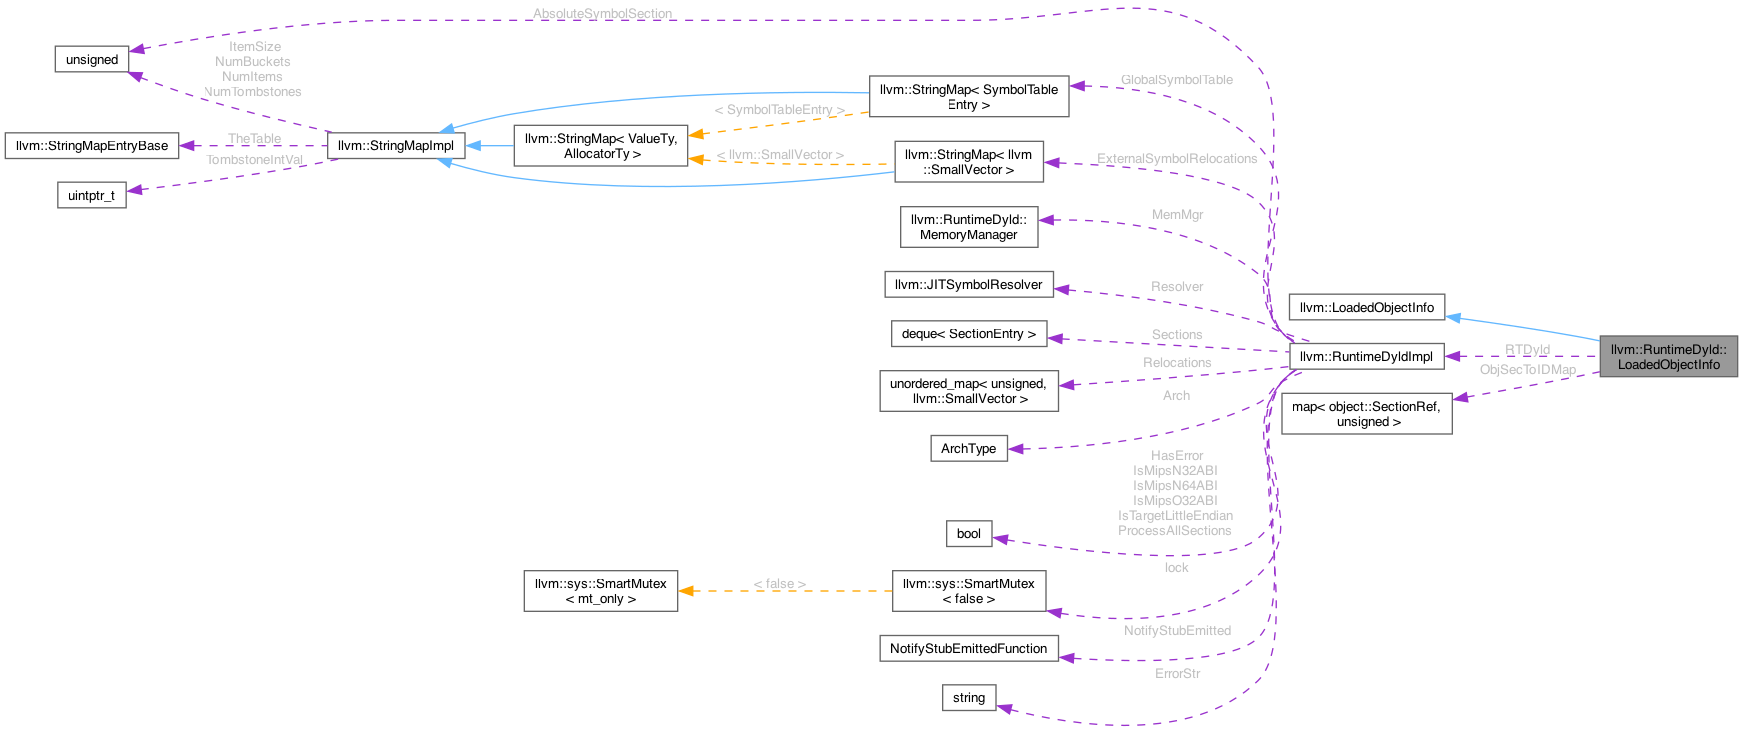 AbsoluteSymbolSection
unsigned
ItemSize
NumBuckets
NumItems
NumTombstones
llvm::StringMapEntryBase
TheTable
TombstoneIntVal
uintptr_t
llvm::StringMapImpl
llvm::StringMap< ValueTy,
AllocatorTy >
< SymbolTableEntry >
< llvm::SmallVector >
llvm::StringMap< SymbolTable
Entry >
llvm::StringMap< llvm
::SmallVector >
GlobalSymbolTable
ExternalSymbolRelocations
llvm::RuntimeDyld::
MemoryManager
MemMgr
llvm::JITSymbolResolver
Resolver
deque< SectionEntry >
Sections
unordered_map< unsigned,
llvm::SmallVector >
Relocations
ArchType
Arch
bool
HasError
IsMipsN32ABI
IsMipsN64ABI
IsMipsO32ABI
IsTargetLittleEndian
ProcessAllSections
llvm::sys::SmartMutex
< mt_only >
< false >
llvm::sys::SmartMutex
< false >
lock
NotifyStubEmittedFunction
NotifyStubEmitted
string
ErrorStr
llvm::LoadedObjectInfo
llvm::RuntimeDyldImpl
map< object::SectionRef,
unsigned >
RTDyld
ObjSecToIDMap
llvm::RuntimeDyld::
LoadedObjectInfo